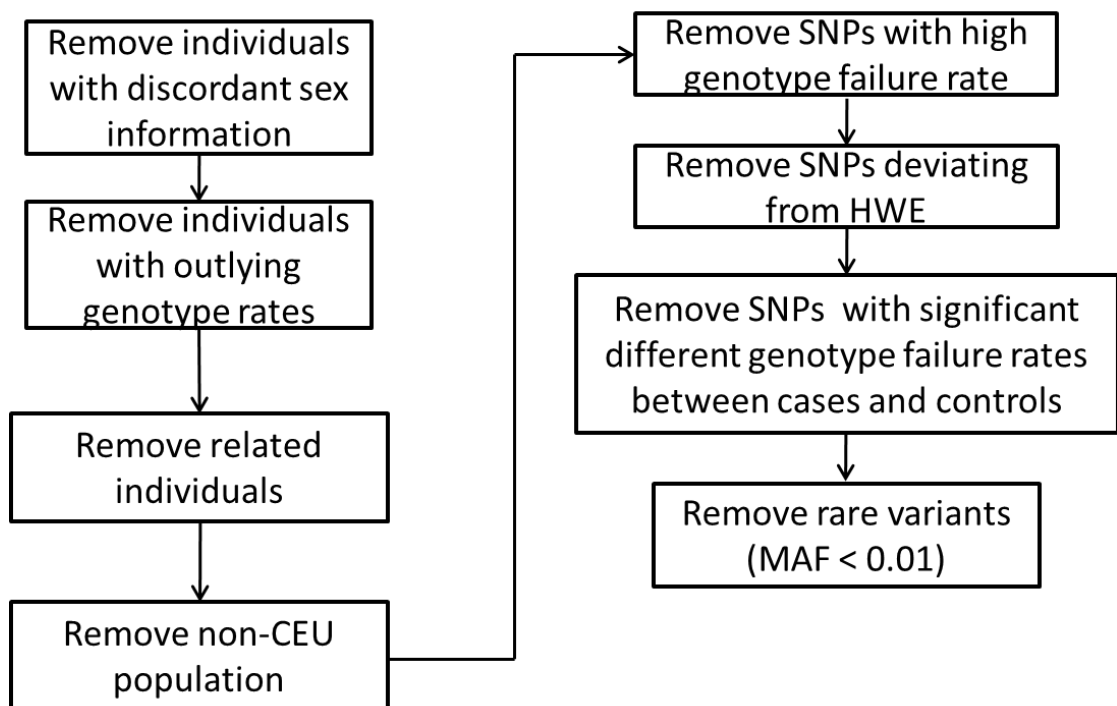 Remove individuals
with discordant sex
information
Remove individuals
with outlying
genotype rates
Remove related
individuals
Remove non-CEU
population
Remove SNPs with high
genotype failure rate
Remove SNPs deviating
from HWE
Remove SNPs with significant
different genotype failure rates
between cases and controls
Remove rare variants
(MAF < 0.01)